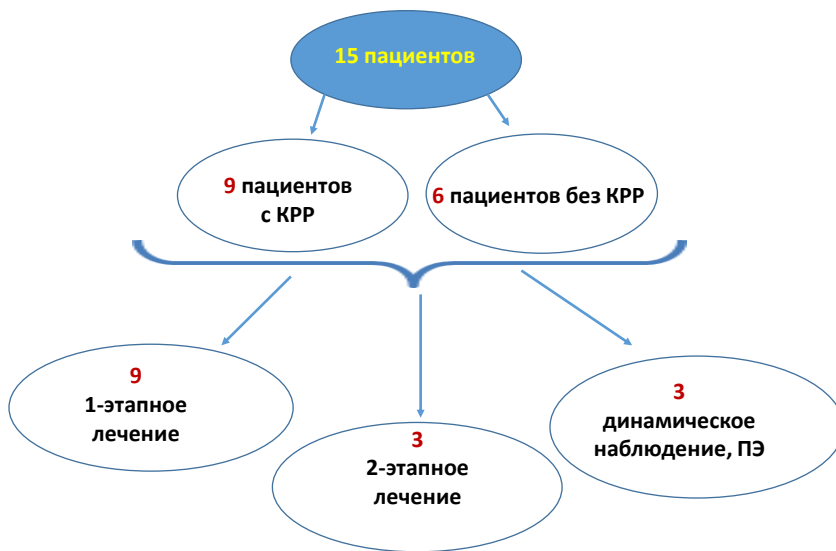 15 пациентов
9 пациентов
с КРР
6 пациентов без КРР
9
1-этапное
лечение
3
2-этапное
лечение
3
динамическое
наблюдение, ПЭ